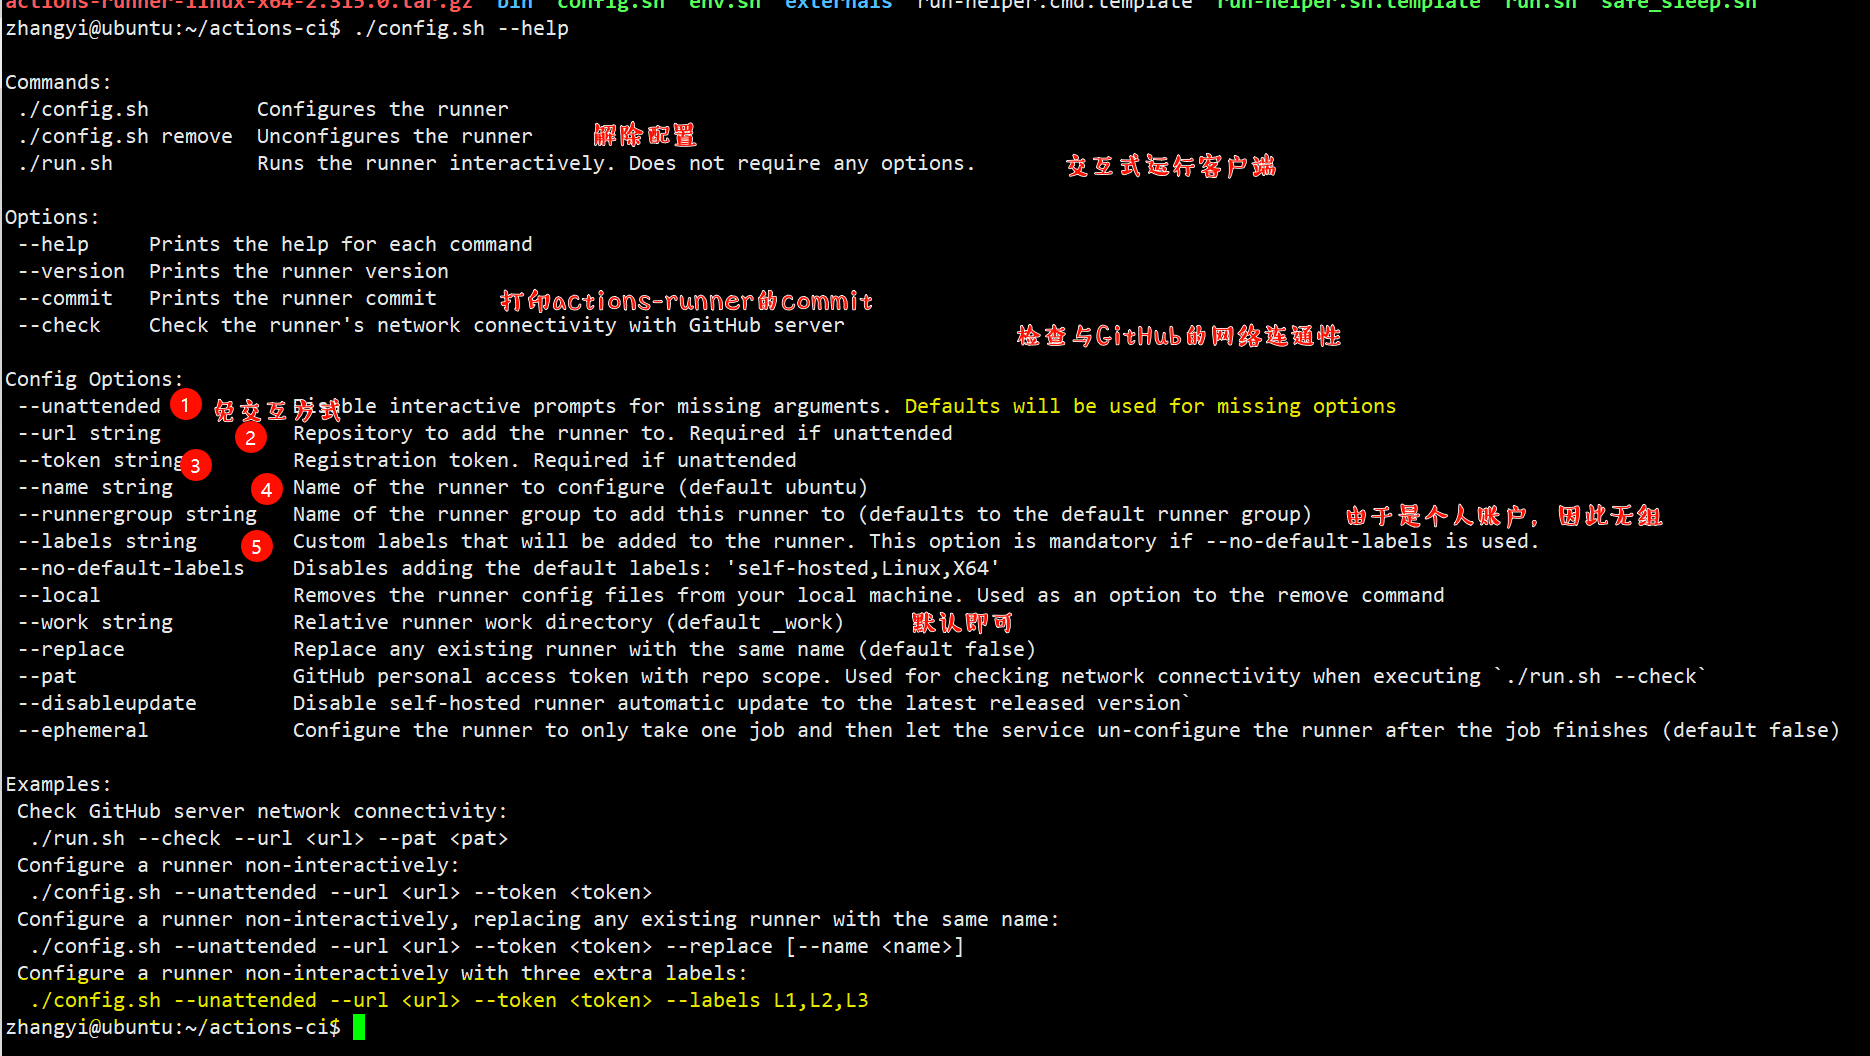 actions-runner-linux-x64-2.315.0.tar.gz  bin  config.sh  env.sh  externals  run-helper.cmd.template  run-helper.sh.template  run.sh  safe_sleep.sh
zhangyi@ubuntu:~/actions-ci$ ./config.sh --help
Commands:
./config.sh         Configures the runner
./config.sh remove  Unconfigures the runner  解除配置
./run.sh            Runs the runner interactively. Does not require any options.  交互式运行客户端
Options:
--help     Prints the help for each command
--version  Prints the runner version
--commit   Prints the runner commit  打印actions-runner的commit
--check    Check the runner's network connectivity with GitHub server  检查与GitHub的网络连通性
Config Options:
--unattended  1  免交互方式  Disable interactive prompts for missing arguments. Defaults will be used for missing options
--url string  2  Repository to add the runner to. Required if unattended
--token string  3  Registration token. Required if unattended
--name string  4  Name of the runner to configure (default ubuntu)
--runnergroup string   Name of the runner group to add this runner to (defaults to the default runner group)  由于是个人账户，因此无组
--labels string  5  Custom labels that will be added to the runner. This option is mandatory if --no-default-labels is used.
--no-default-labels    Disables adding the default labels: 'self-hosted,Linux,X64'
--local                Removes the runner config files from your local machine. Used as an option to the remove command
--work string          Relative runner work directory (default _work)  默认即可
--replace              Replace any existing runner with the same name (default false)
--pat                  GitHub personal access token with repo scope. Used for checking network connectivity when executing `./run.sh --check`
--disableupdate        Disable self-hosted runner automatic update to the latest released version`
--ephemeral            Configure the runner to only take one job and then let the service un-configure the runner after the job finishes (default false)
Examples:
Check GitHub server network connectivity:
./run.sh --check --url <url> --pat <pat>
Configure a runner non-interactively:
./config.sh --unattended --url <url> --token <token>
Configure a runner non-interactively, replacing any existing runner with the same name:
./config.sh --unattended --url <url> --token <token> --replace [--name <name>]
Configure a runner non-interactively with three extra labels:
./config.sh --unattended --url <url> --token <token> --labels L1,L2,L3
zhangyi@ubuntu:~/actions-ci$